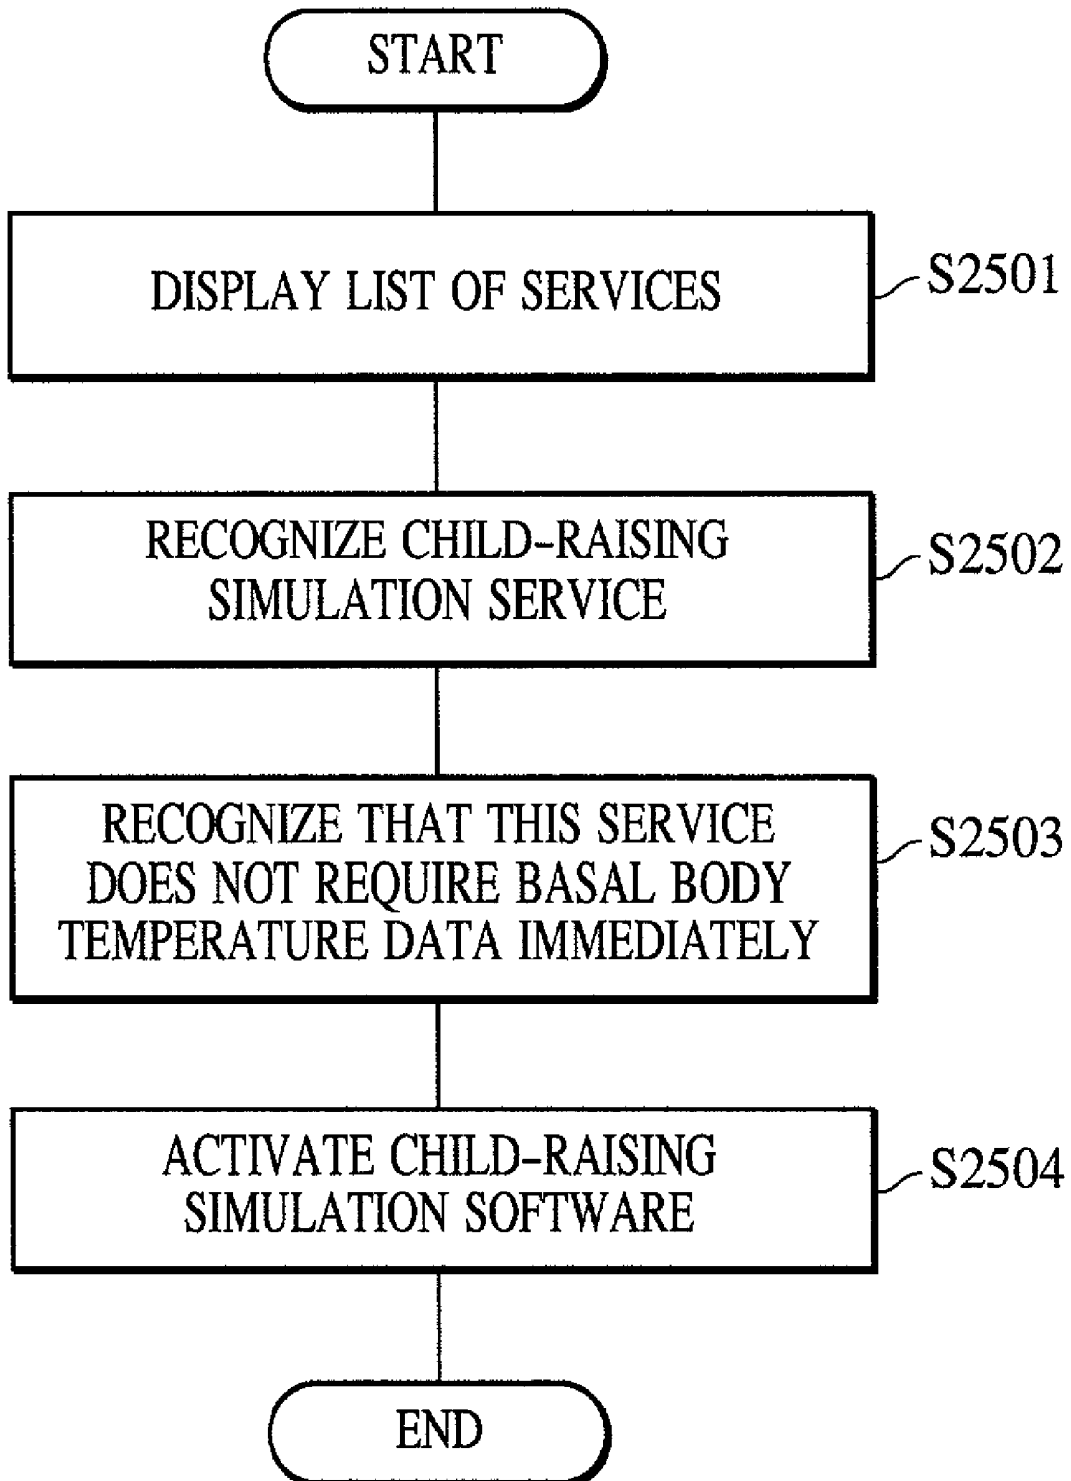 START
DISPLAY LIST OF SERVICES
S2501
RECOGNIZE CHILD-RAISING
SIMULATION SERVICE
S2502
RECOGNIZE THAT THIS SERVICE
DOES NOT REQUIRE BASAL BODY
TEMPERATURE DATA IMMEDIATELY
S2503
ACTIVATE CHILD-RAISING
SIMULATION SOFTWARE
S2504
END